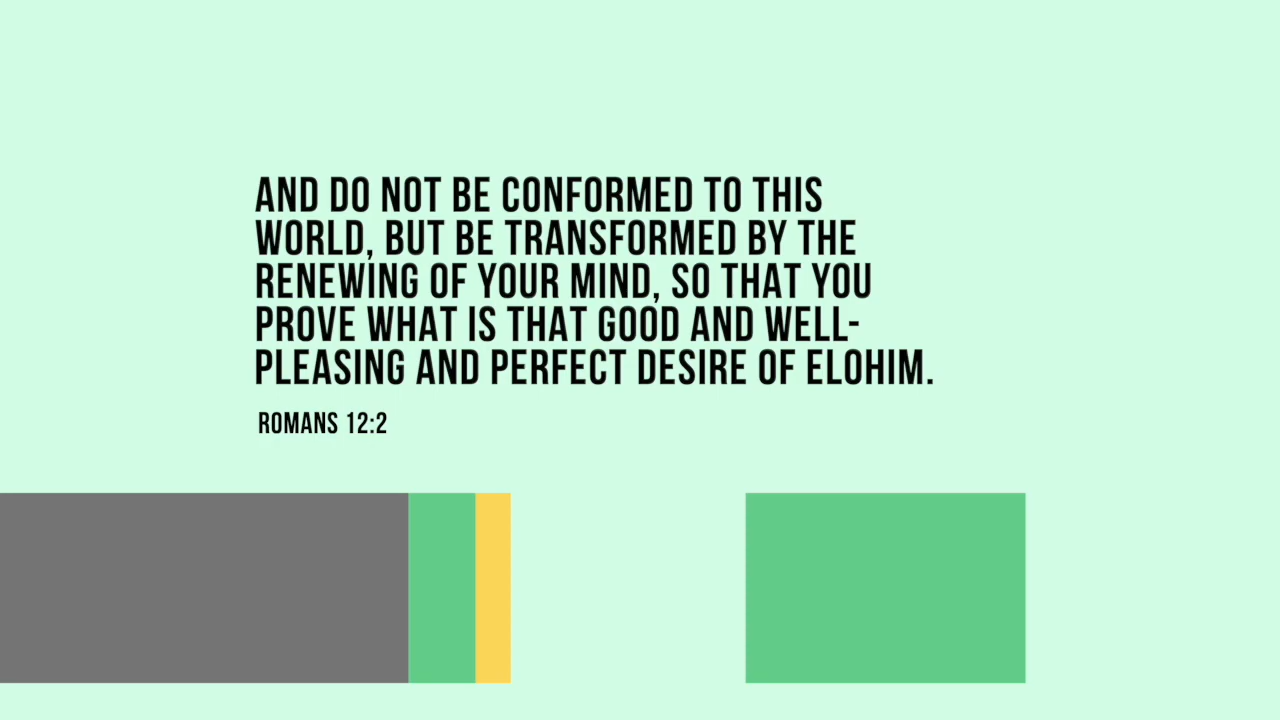 AND DO NOT BE CONFORMED TO THIS
WORLD, BUT BE TRANSFORMED BY THE
RENEWING OF YOUR MIND, SO THAT YOU
PROVE WHAT IS THAT GOOD AND WELL-
PLEASING AND PERFECT DESIRE OF ELOHIM.
ROMANS 12:2